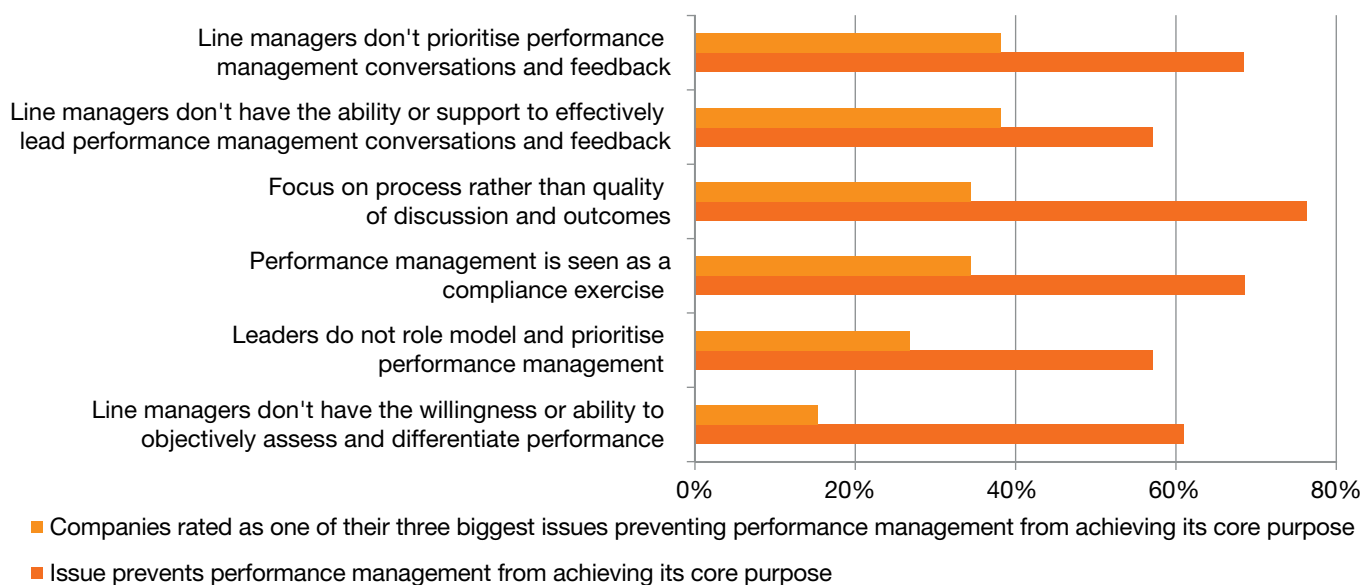 Line managers don't prioritise performance
management conversations and feedback
Line managers don't have the ability or support to effectively
lead performance management conversations and feedback
Focus on process rather than quality
of discussion and outcomes
Performance management is seen as a
compliance exercise
Leaders do not role model and prioritise
performance management
Line managers don't have the willingness or ability to
objectively assess and differentiate performance
0% 20% 40% 60% 80%
Companies rated as one of their three biggest issues preventing performance management from achieving its core purpose
Issue prevents performance management from achieving its core purpose